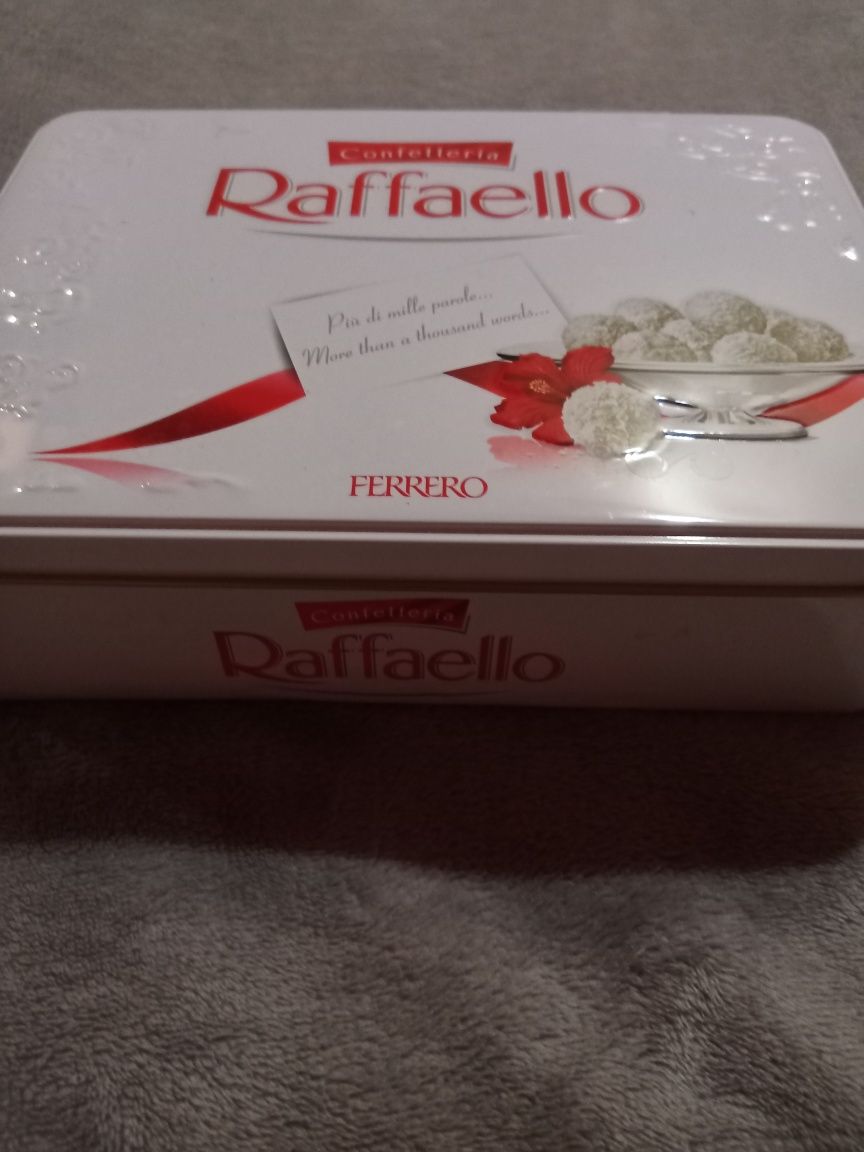 Confetteria
Raffaello
Più di mille parole...
More than a thousand words...
FERRERO
Confetteria
Raffaello